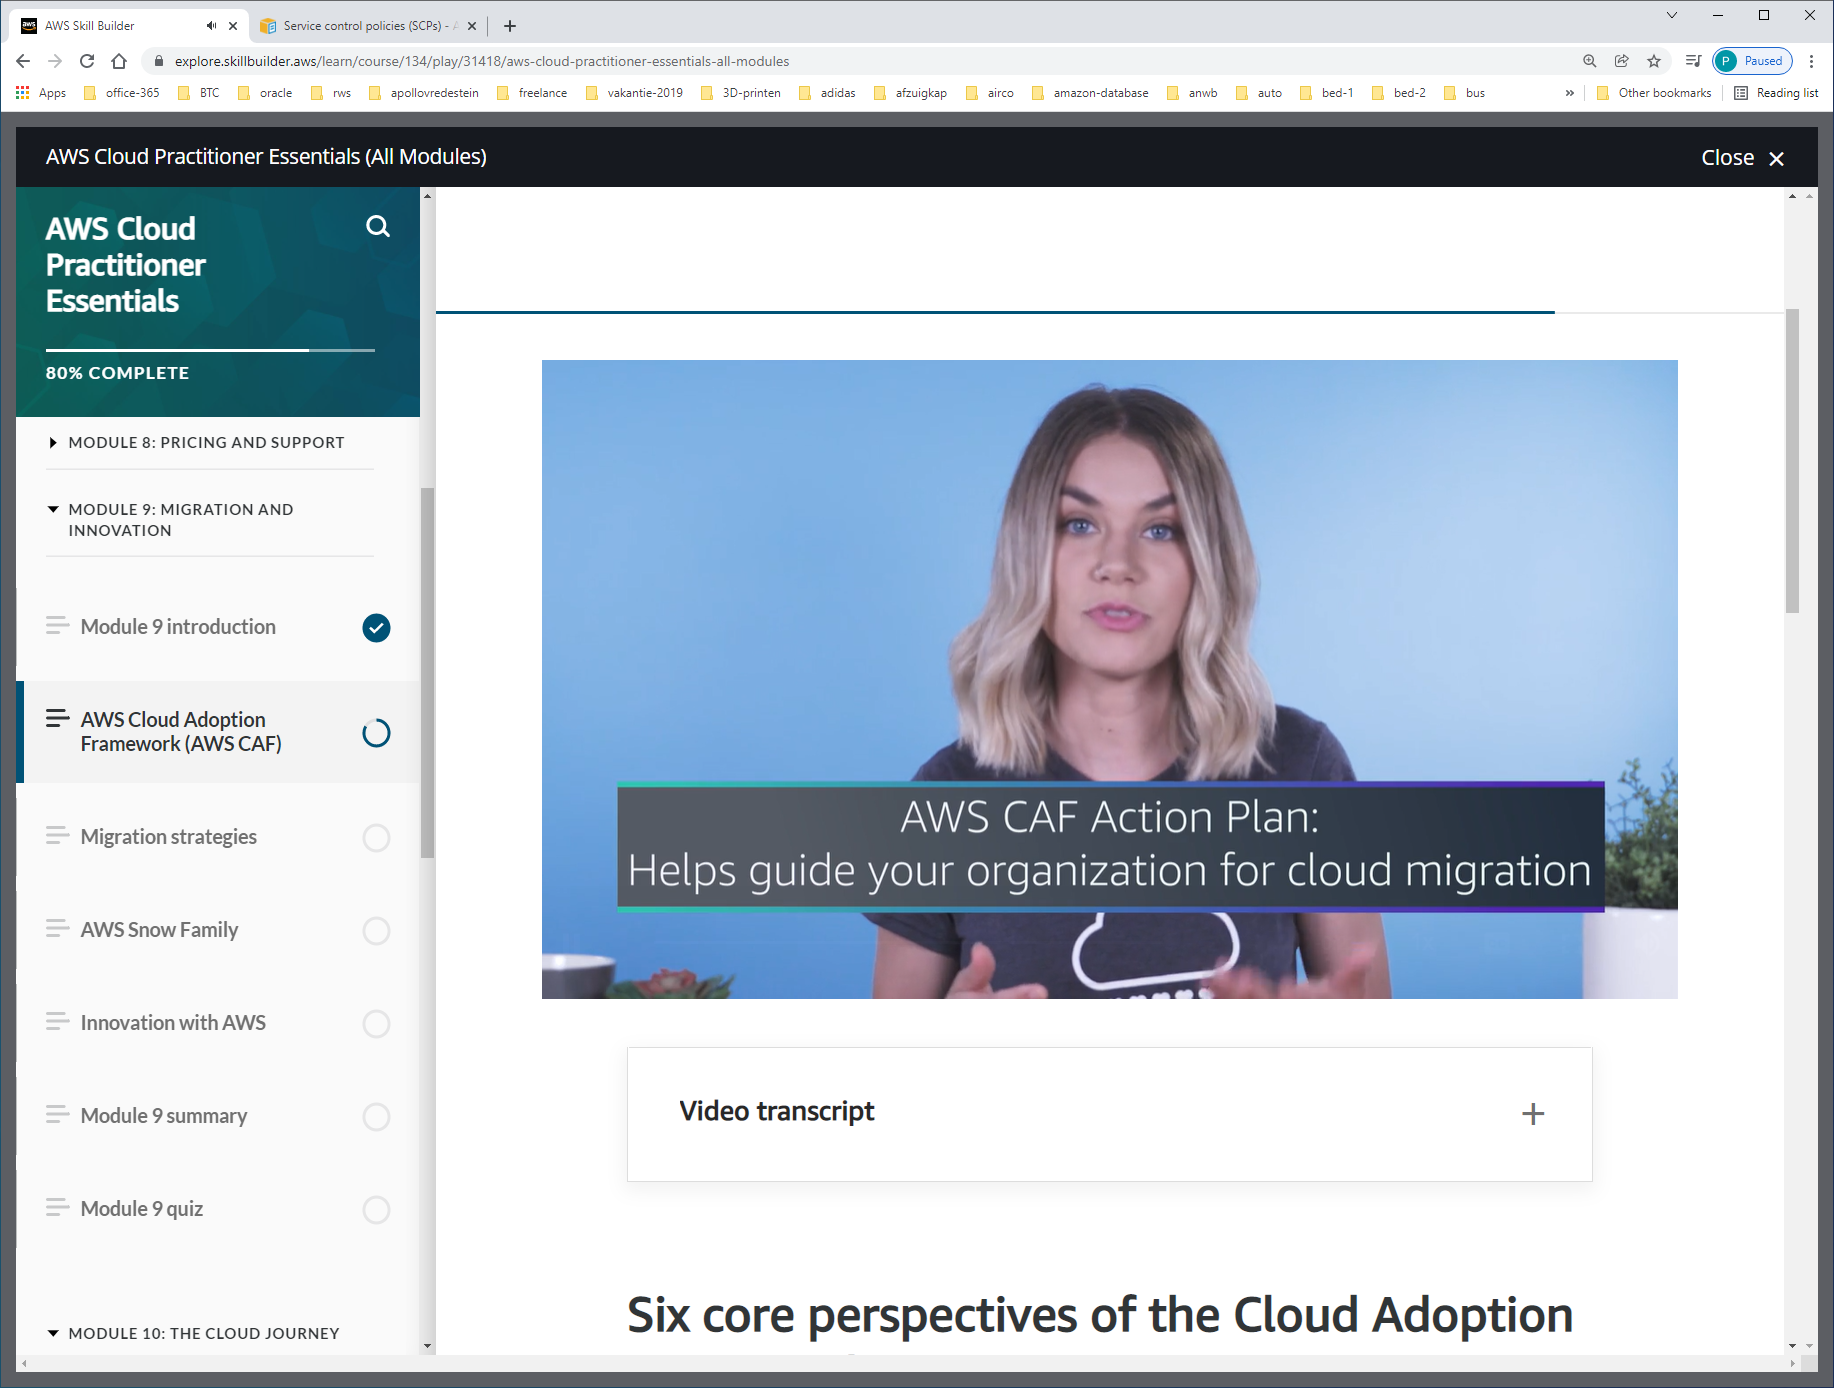 AWS Skill Builder
Service control policies (SCPs) -
explore.skillbuilder.aws/learn/course/134/play/31418/aws-cloud-practitioner-essentials-all-modules
P Paused
Apps office-365 BTC oracle rws apollovredestein freelance vakantie-2019 3D-printen adidas afzuigkap airco amazon-database anwb auto bed-1 bed-2 bus » Other bookmarks Reading list
AWS Cloud Practitioner Essentials (All Modules)
Close
AWS Cloud
Practitioner
Essentials
80% COMPLETE
MODULE 8: PRICING AND SUPPORT
MODULE 9: MIGRATION AND
INNOVATION
Module 9 introduction
AWS Cloud Adoption
Framework (AWS CAF)
Migration strategies
AWS Snow Family
Innovation with AWS
Module 9 summary
Module 9 quiz
MODULE 10: THE CLOUD JOURNEY
AWS CAF Action Plan:
Helps guide your organization for cloud migration
Video transcript
Six core perspectives of the Cloud Adoption